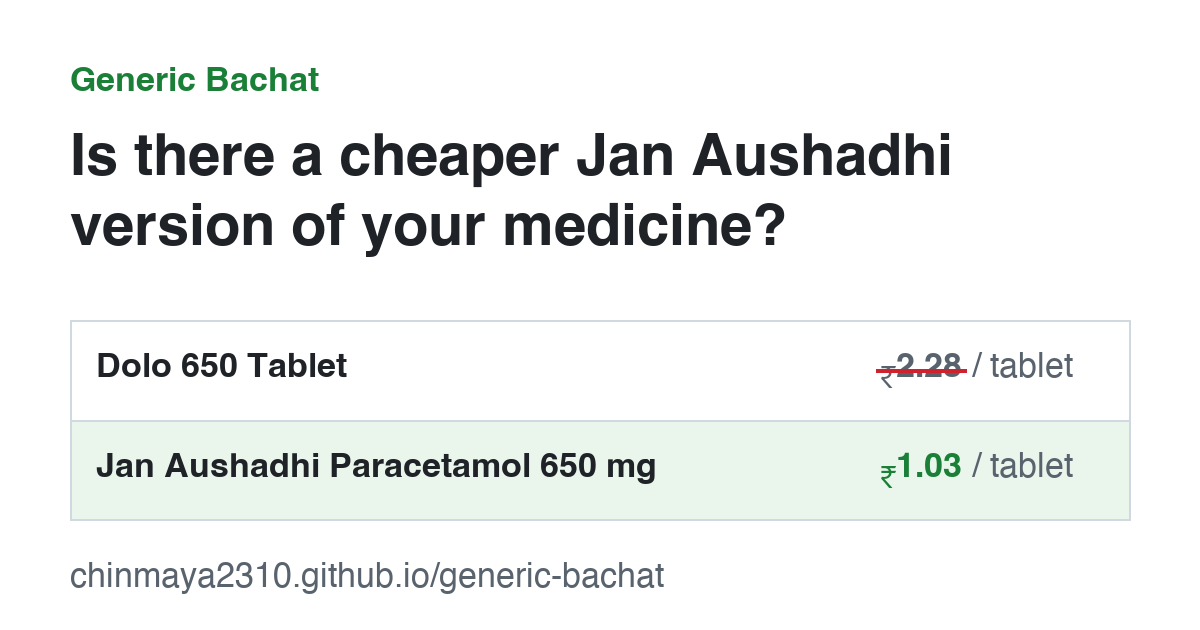 Generic Bachat
Is there a cheaper Jan Aushadhi
version of your medicine?
Dolo 650 Tablet ₹2.28 / tablet
Jan Aushadhi Paracetamol 650 mg ₹1.03 / tablet
chinmaya2310.github.io/generic-bachat